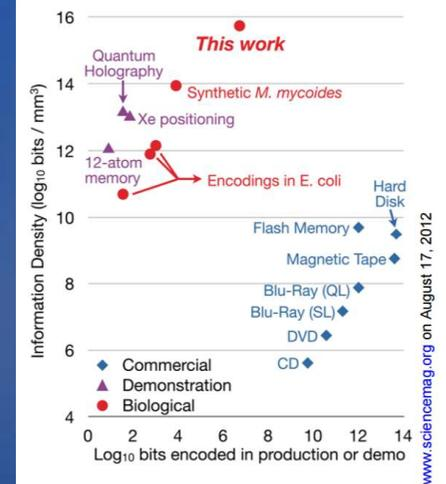 16
This work
Quantum
Holography
14
Synthetic M. mycoides
Xe positioning
12
12-atom
memory
Encodings in E. coli
Hard
Disk
10
Flash Memory
Magnetic Tape
8
Blu-Ray (QL)
Blu-Ray (SL)
DVD
6
CD
Commercial
Demonstration
Biological
4
0 2 4 6 8 10 12 14
Log10 bits encoded in production or demo
Information Density (log10 bits / mm³)
www.sciencemag.org on August 17, 2012